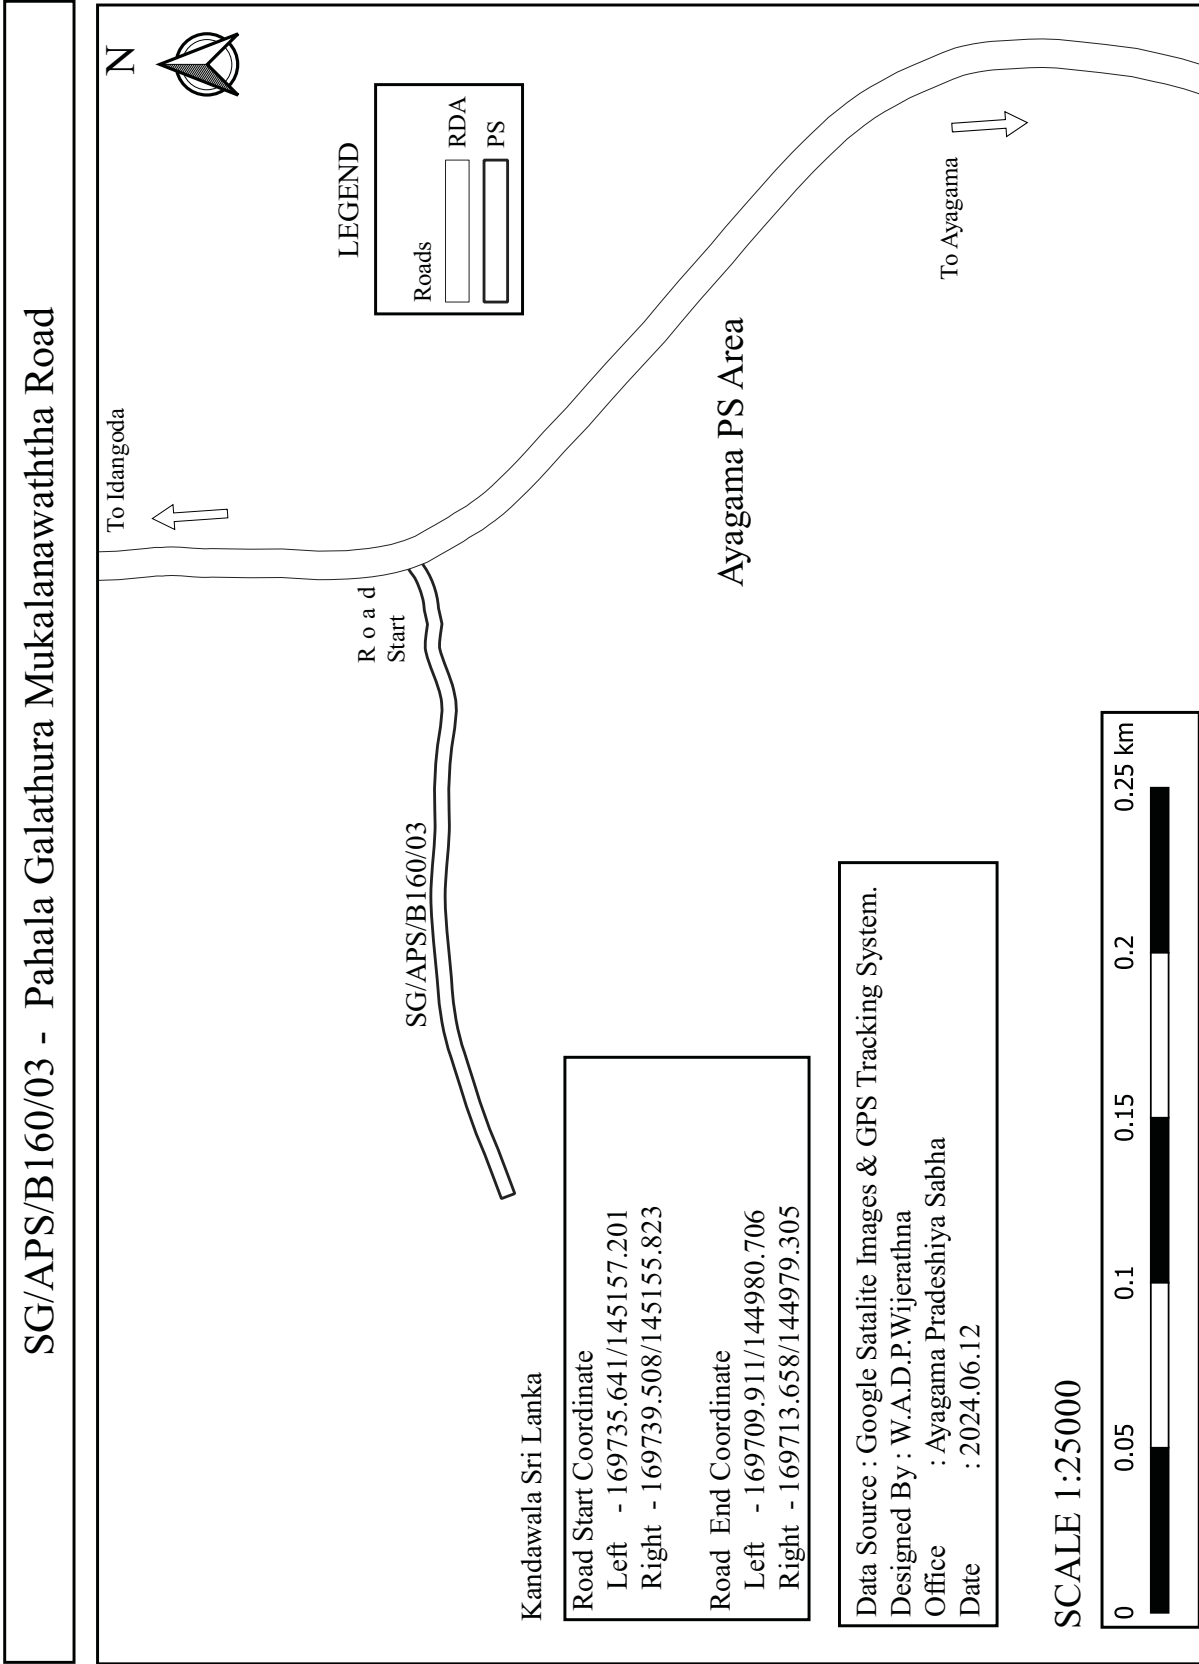 SG/APS/B160/03 - Pahala Galathura Mukalanawaththa Road
N
To Idangoda
LEGEND
Roads
RDA
PS
Road
Start
SG/APS/B160/03
To Ayagama
Ayagama PS Area
Kandawala Sri Lanka
Road Start Coordinate
Left - 169735.641/145157.201
Right - 169739.508/145155.823
Road End Coordinate
Left - 169709.911/144980.706
Right - 169713.658/144979.305
Data Source : Google Satalite Images & GPS Tracking System.
Designed By : W.A.D.P.Wijerathna
Office : Ayagama Pradeshiya Sabha
Date : 2024.06.12
SCALE 1:25000
0 0.05 0.1 0.15 0.2 0.25 km